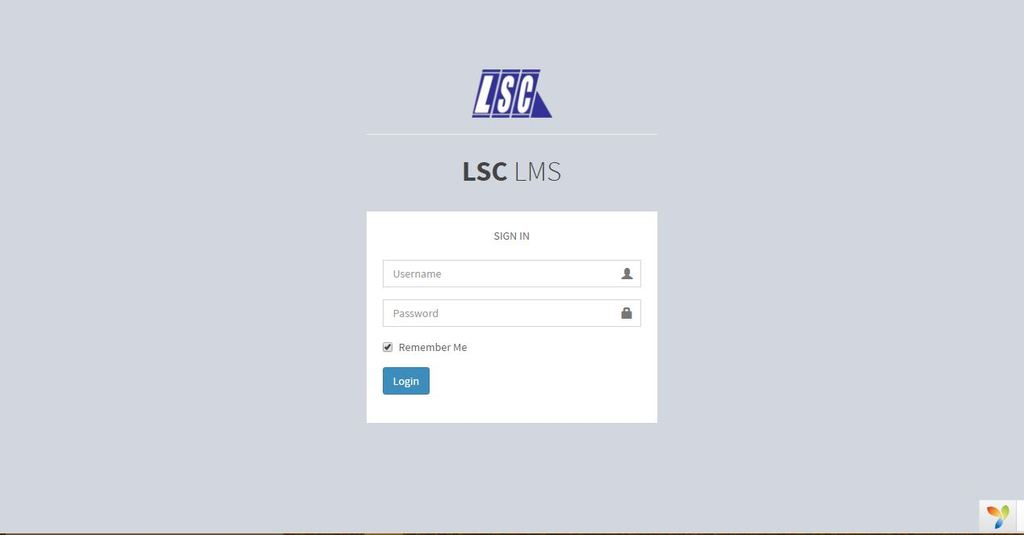 LSC
LSC LMS
SIGN IN
Username
Password
Remember Me
Login